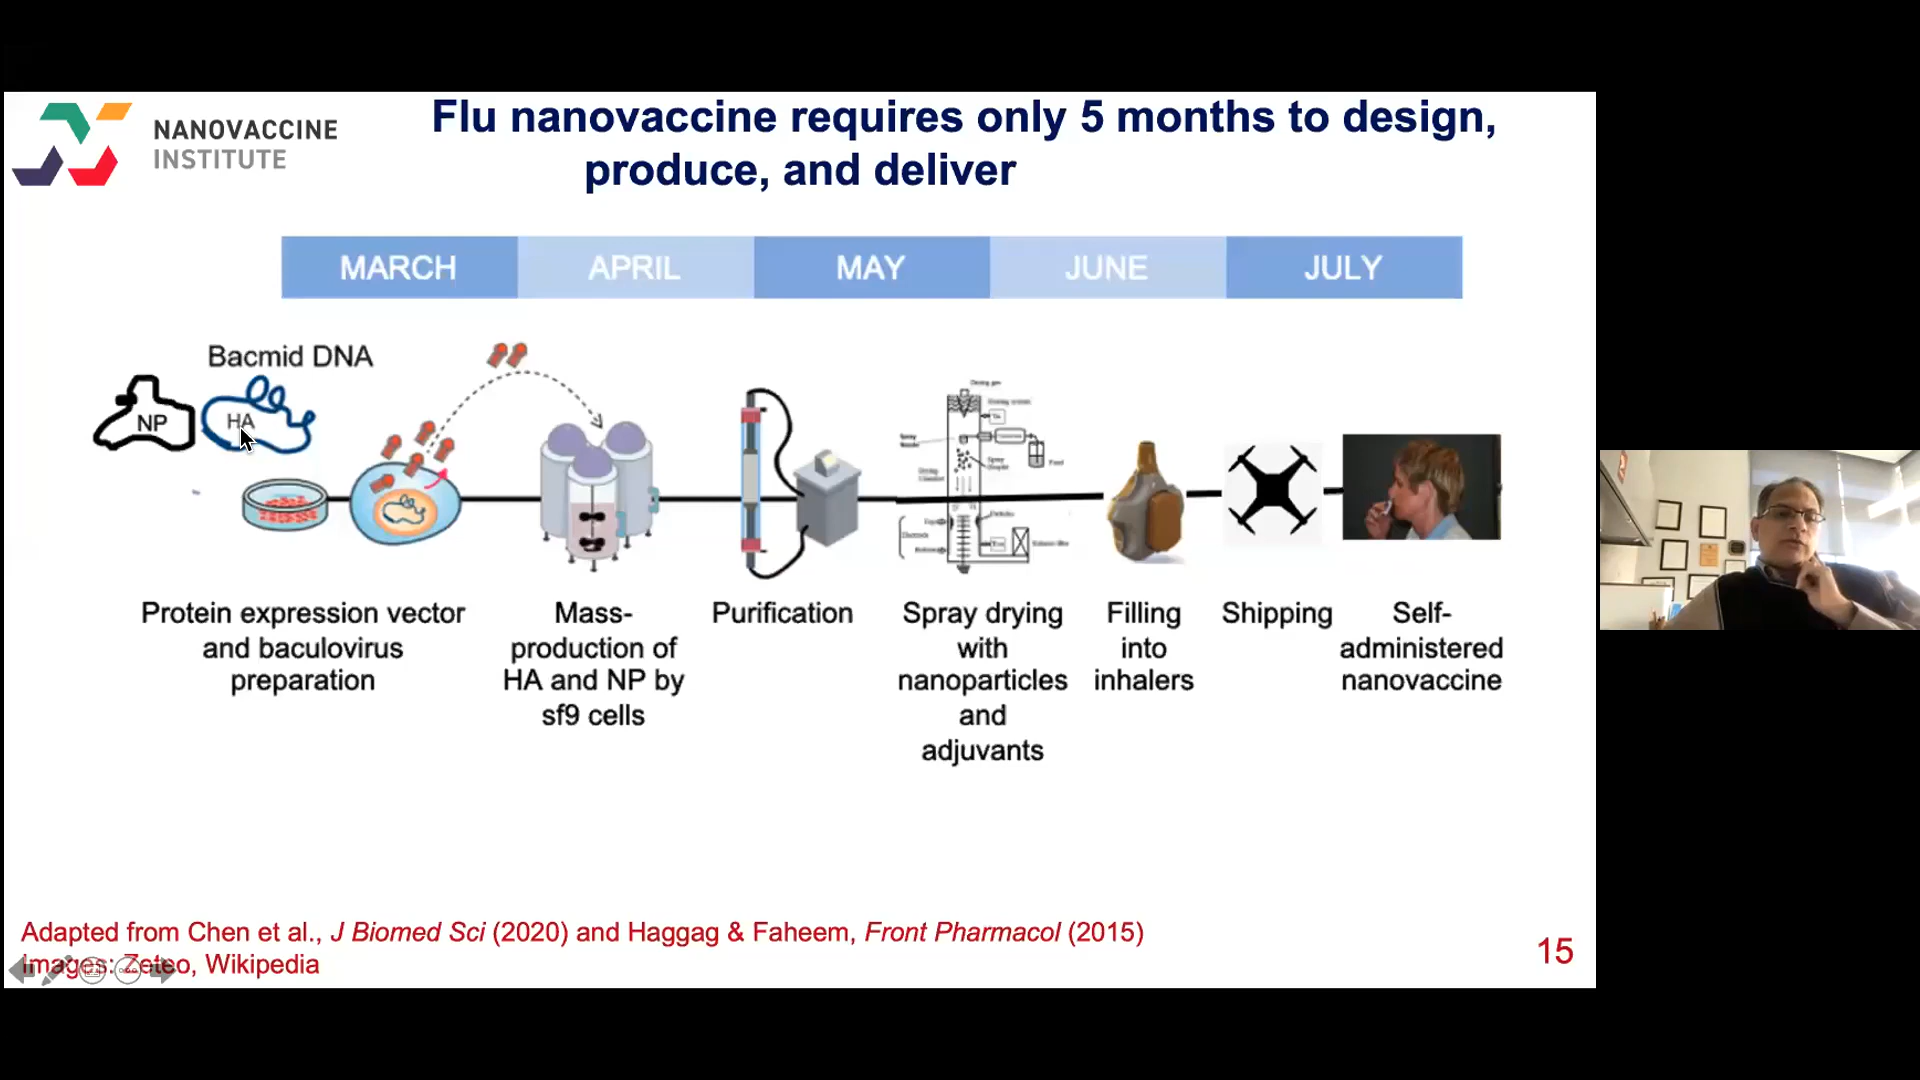 NANOVACCINE
INSTITUTE
Flu nanovaccine requires only 5 months to design,
produce, and deliver
MARCH
APRIL
MAY
JUNE
JULY
Bacmid DNA
NP
HA
Protein expression vector
and baculovirus
preparation
Mass-
production of
HA and NP by
sf9 cells
Purification
Spray drying
with
nanoparticles
and
adjuvants
Filling
into
inhalers
Shipping
Self-
administered
nanovaccine
Adapted from Chen et al., J Biomed Sci (2020) and Haggag & Faheem, Front Pharmacol (2015)
Images: Zeteo, Wikipedia
15